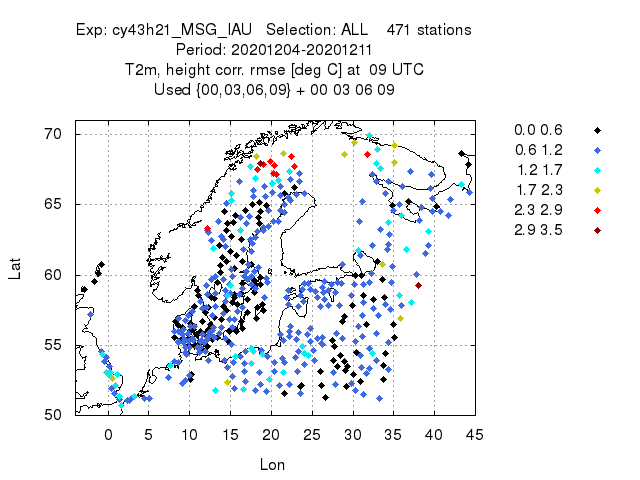 Exp: cy43h21_MSG_IAU   Selection: ALL    471 stations
Period: 20201204-20201211
T2m, height corr. rmse [deg C] at  09 UTC
Used {00,03,06,09} + 00 03 06 09
70
65
60
55
50
Lat
0 5 10 15 20 25 30 35 40 45
Lon
0.0 0.6
0.6 1.2
1.2 1.7
1.7 2.3
2.3 2.9
2.9 3.5